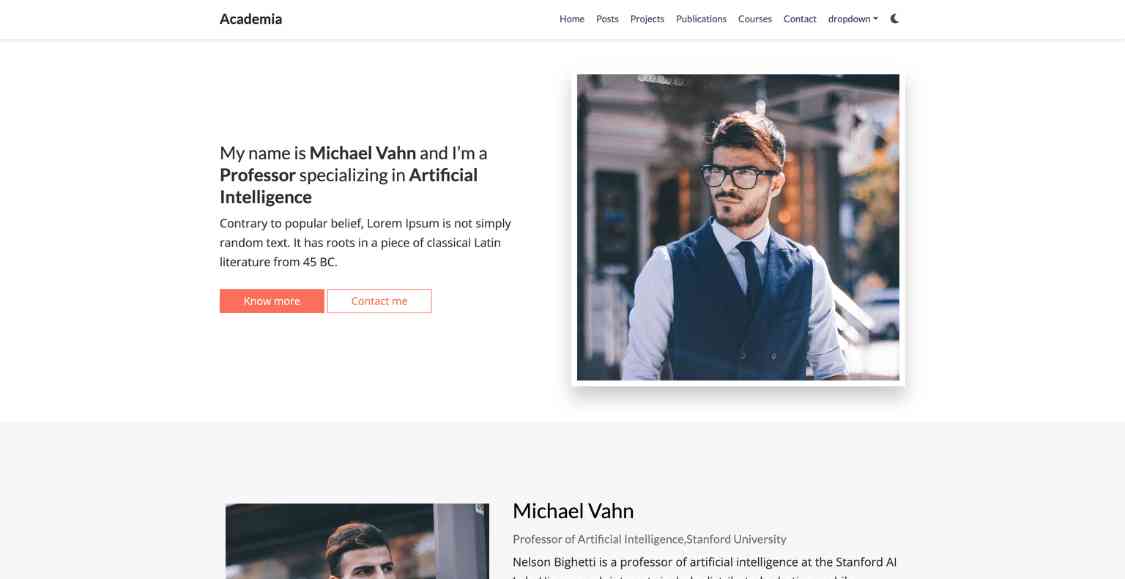 Academia
Home Posts Projects Publications Courses Contact dropdown
My name is Michael Vahn and I'm a
Professor specializing in Artificial
Intelligence
Contrary to popular belief, Lorem Ipsum is not simply
random text. It has roots in a piece of classical Latin
literature from 45 BC.
Know more Contact me
Michael Vahn
Professor of Artificial Intelligence,Stanford University
Nelson Bighetti is a professor of artificial intelligence at the Stanford AI